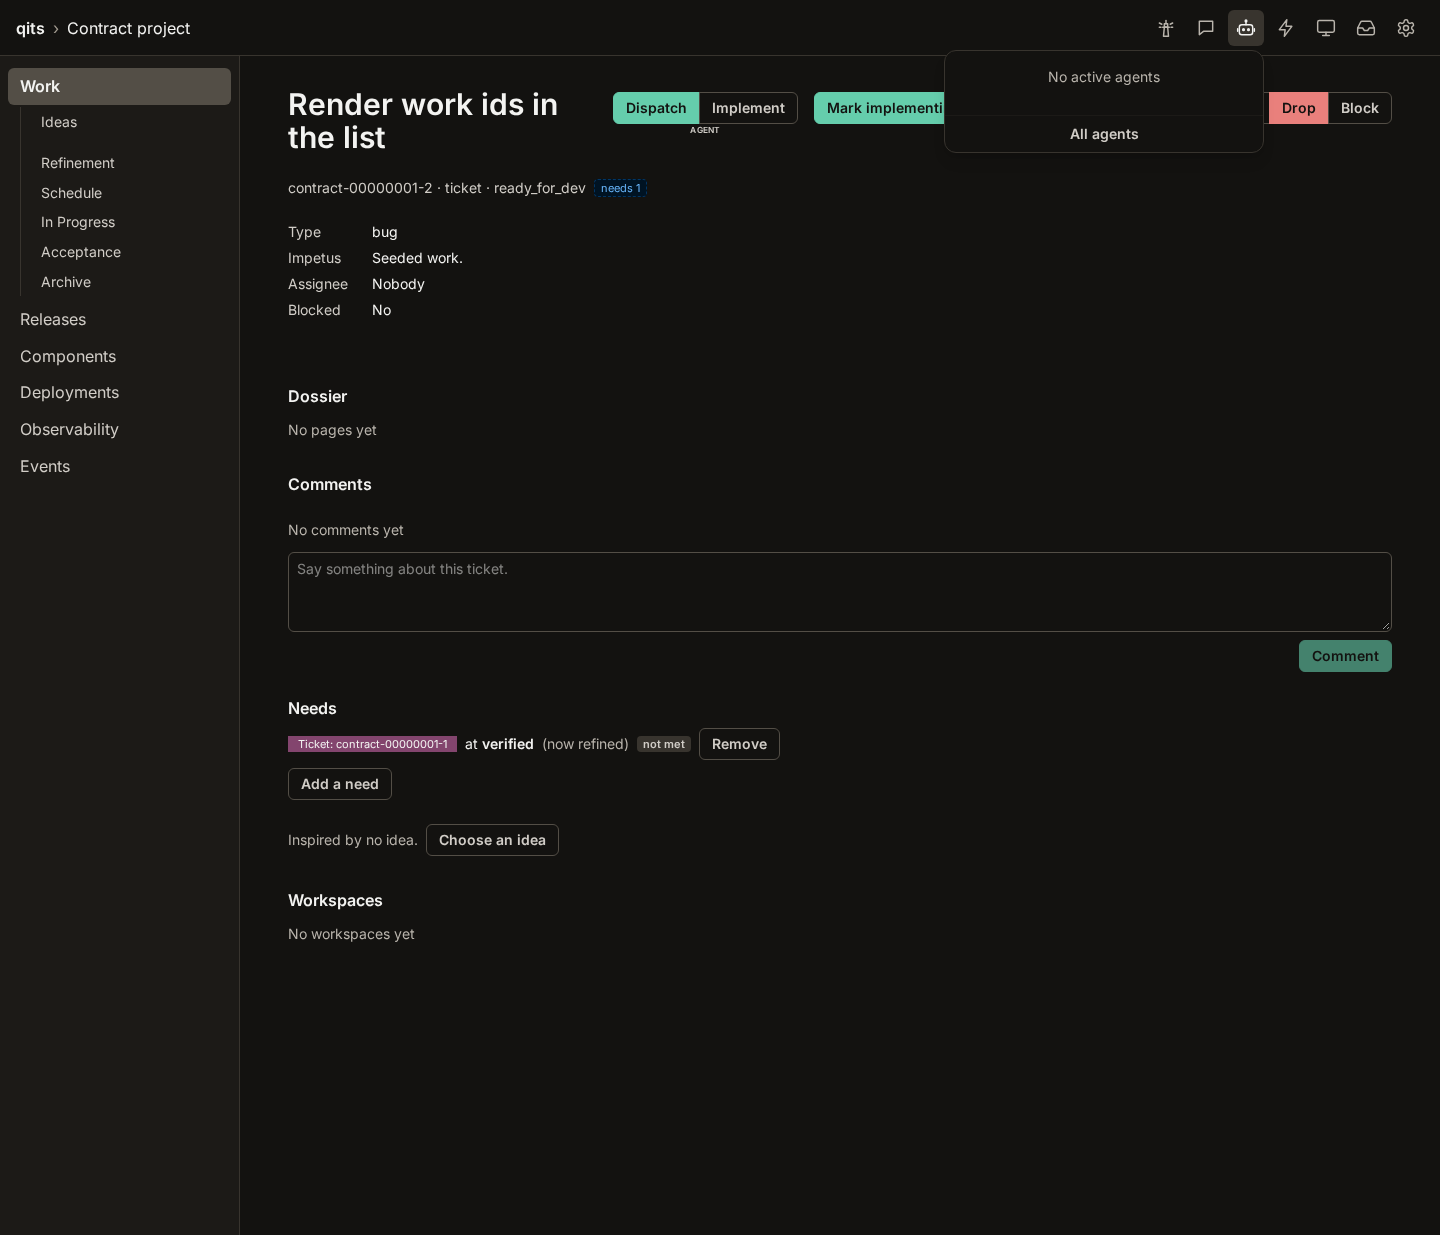 qits › Contract project
No active agents
All agents
Work
Ideas
Refinement
Schedule
In Progress
Acceptance
Archive
Releases
Components
Deployments
Observability
Events
Render work ids in
the list
Dispatch Implement
AGENT
Drop Block
contract-00000001-2 · ticket · ready_for_dev needs 1
Type bug
Impetus Seeded work.
Assignee Nobody
Blocked No
Dossier
No pages yet
Comments
No comments yet
Say something about this ticket.
Comment
Needs
Ticket: contract-00000001-1 at verified (now refined) not met Remove
Add a need
Inspired by no idea. Choose an idea
Workspaces
No workspaces yet